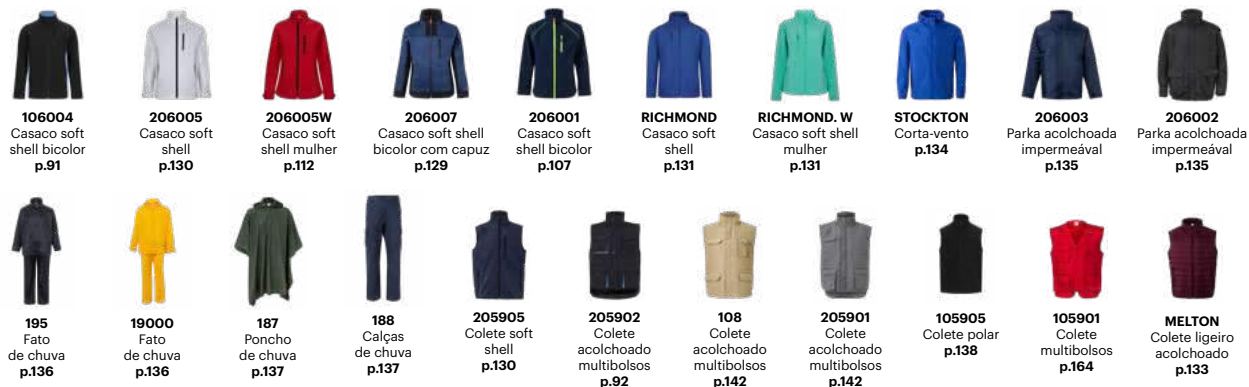 106004
Casaco soft
shell bicolor
p.91
206005
Casaco soft
shell
p.130
206005W
Casaco soft
shell mulher
p.112
206007
Casaco soft shell
bicolor com capuz
p.129
206001
Casaco soft
shell bicolor
p.107
RICHMOND
Casaco soft
shell
p.131
RICHMOND. W
Casaco soft shell
mulher
p.131
STOCKTON
Corta-vento
p.134
206003
Parka acolchoada
impermeával
p.135
206002
Parka acolchoada
impermeával
p.135
195
Fato
de chuva
p.136
19000
Fato
de chuva
p.136
187
Poncho
de chuva
p.137
188
Calças
de chuva
p.137
205905
Colete soft
shell
p.130
205902
Colete
acolchoado
multibolsos
p.92
108
Colete
acolchoado
multibolsos
p.142
205901
Colete
acolchoado
multibolsos
p.142
105905
Colete polar
p.138
105901
Colete
multibolsos
p.164
MELTON
Colete ligeiro
acolchoado
p.133